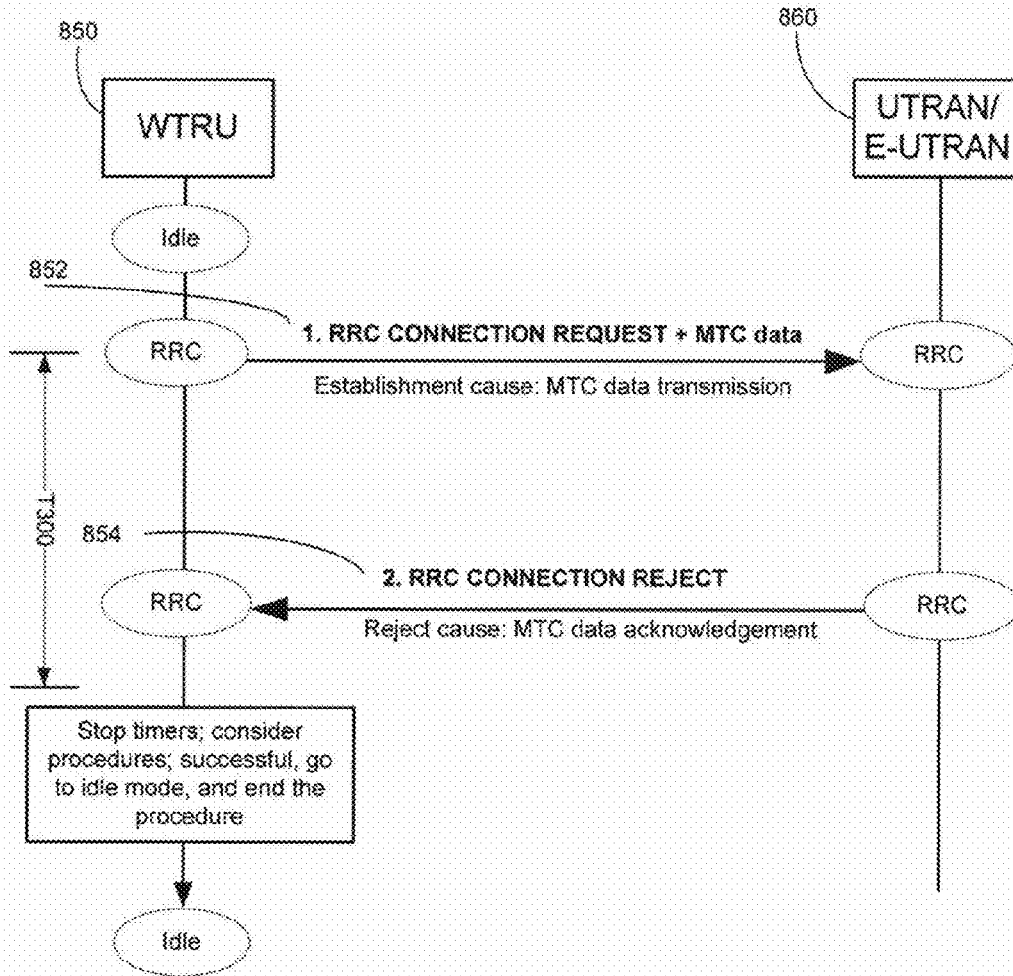 850
860
WTRU
UTRAN/
E-UTRAN
Idle
852
1. RRC CONNECTION REQUEST + MTC data
RRC
RRC
Establishment cause: MTC data transmission
T300
854
2. RRC CONNECTION REJECT
RRC
RRC
Reject cause: MTC data acknowledgement
Stop timers; consider
procedures; successful, go
to idle mode, and end the
procedure
Idle